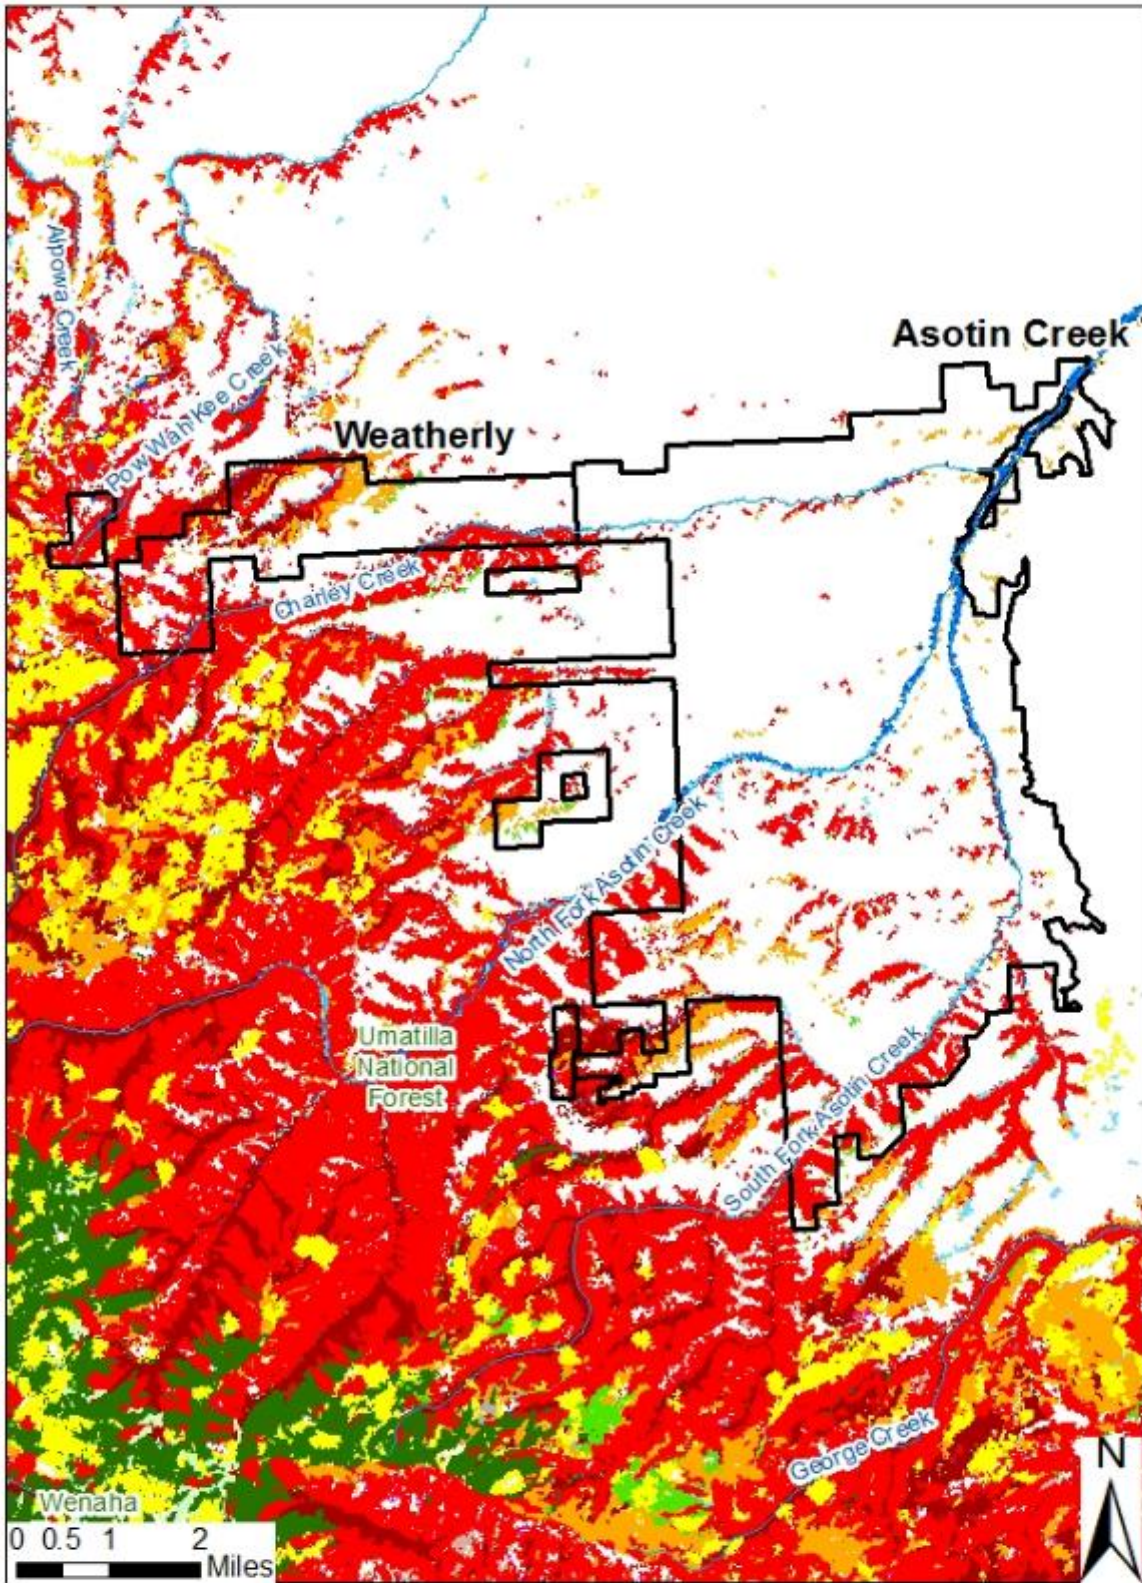 Asotin Creek
Alpowa Creek
Pow Wah Kee Creek
Weatherly
Charley Creek
North Fork Asotin Creek
Umatilla
National
Forest
South Fork Asotin Creek
George Creek
N
Wenaha
0 0.5 1 2
Miles